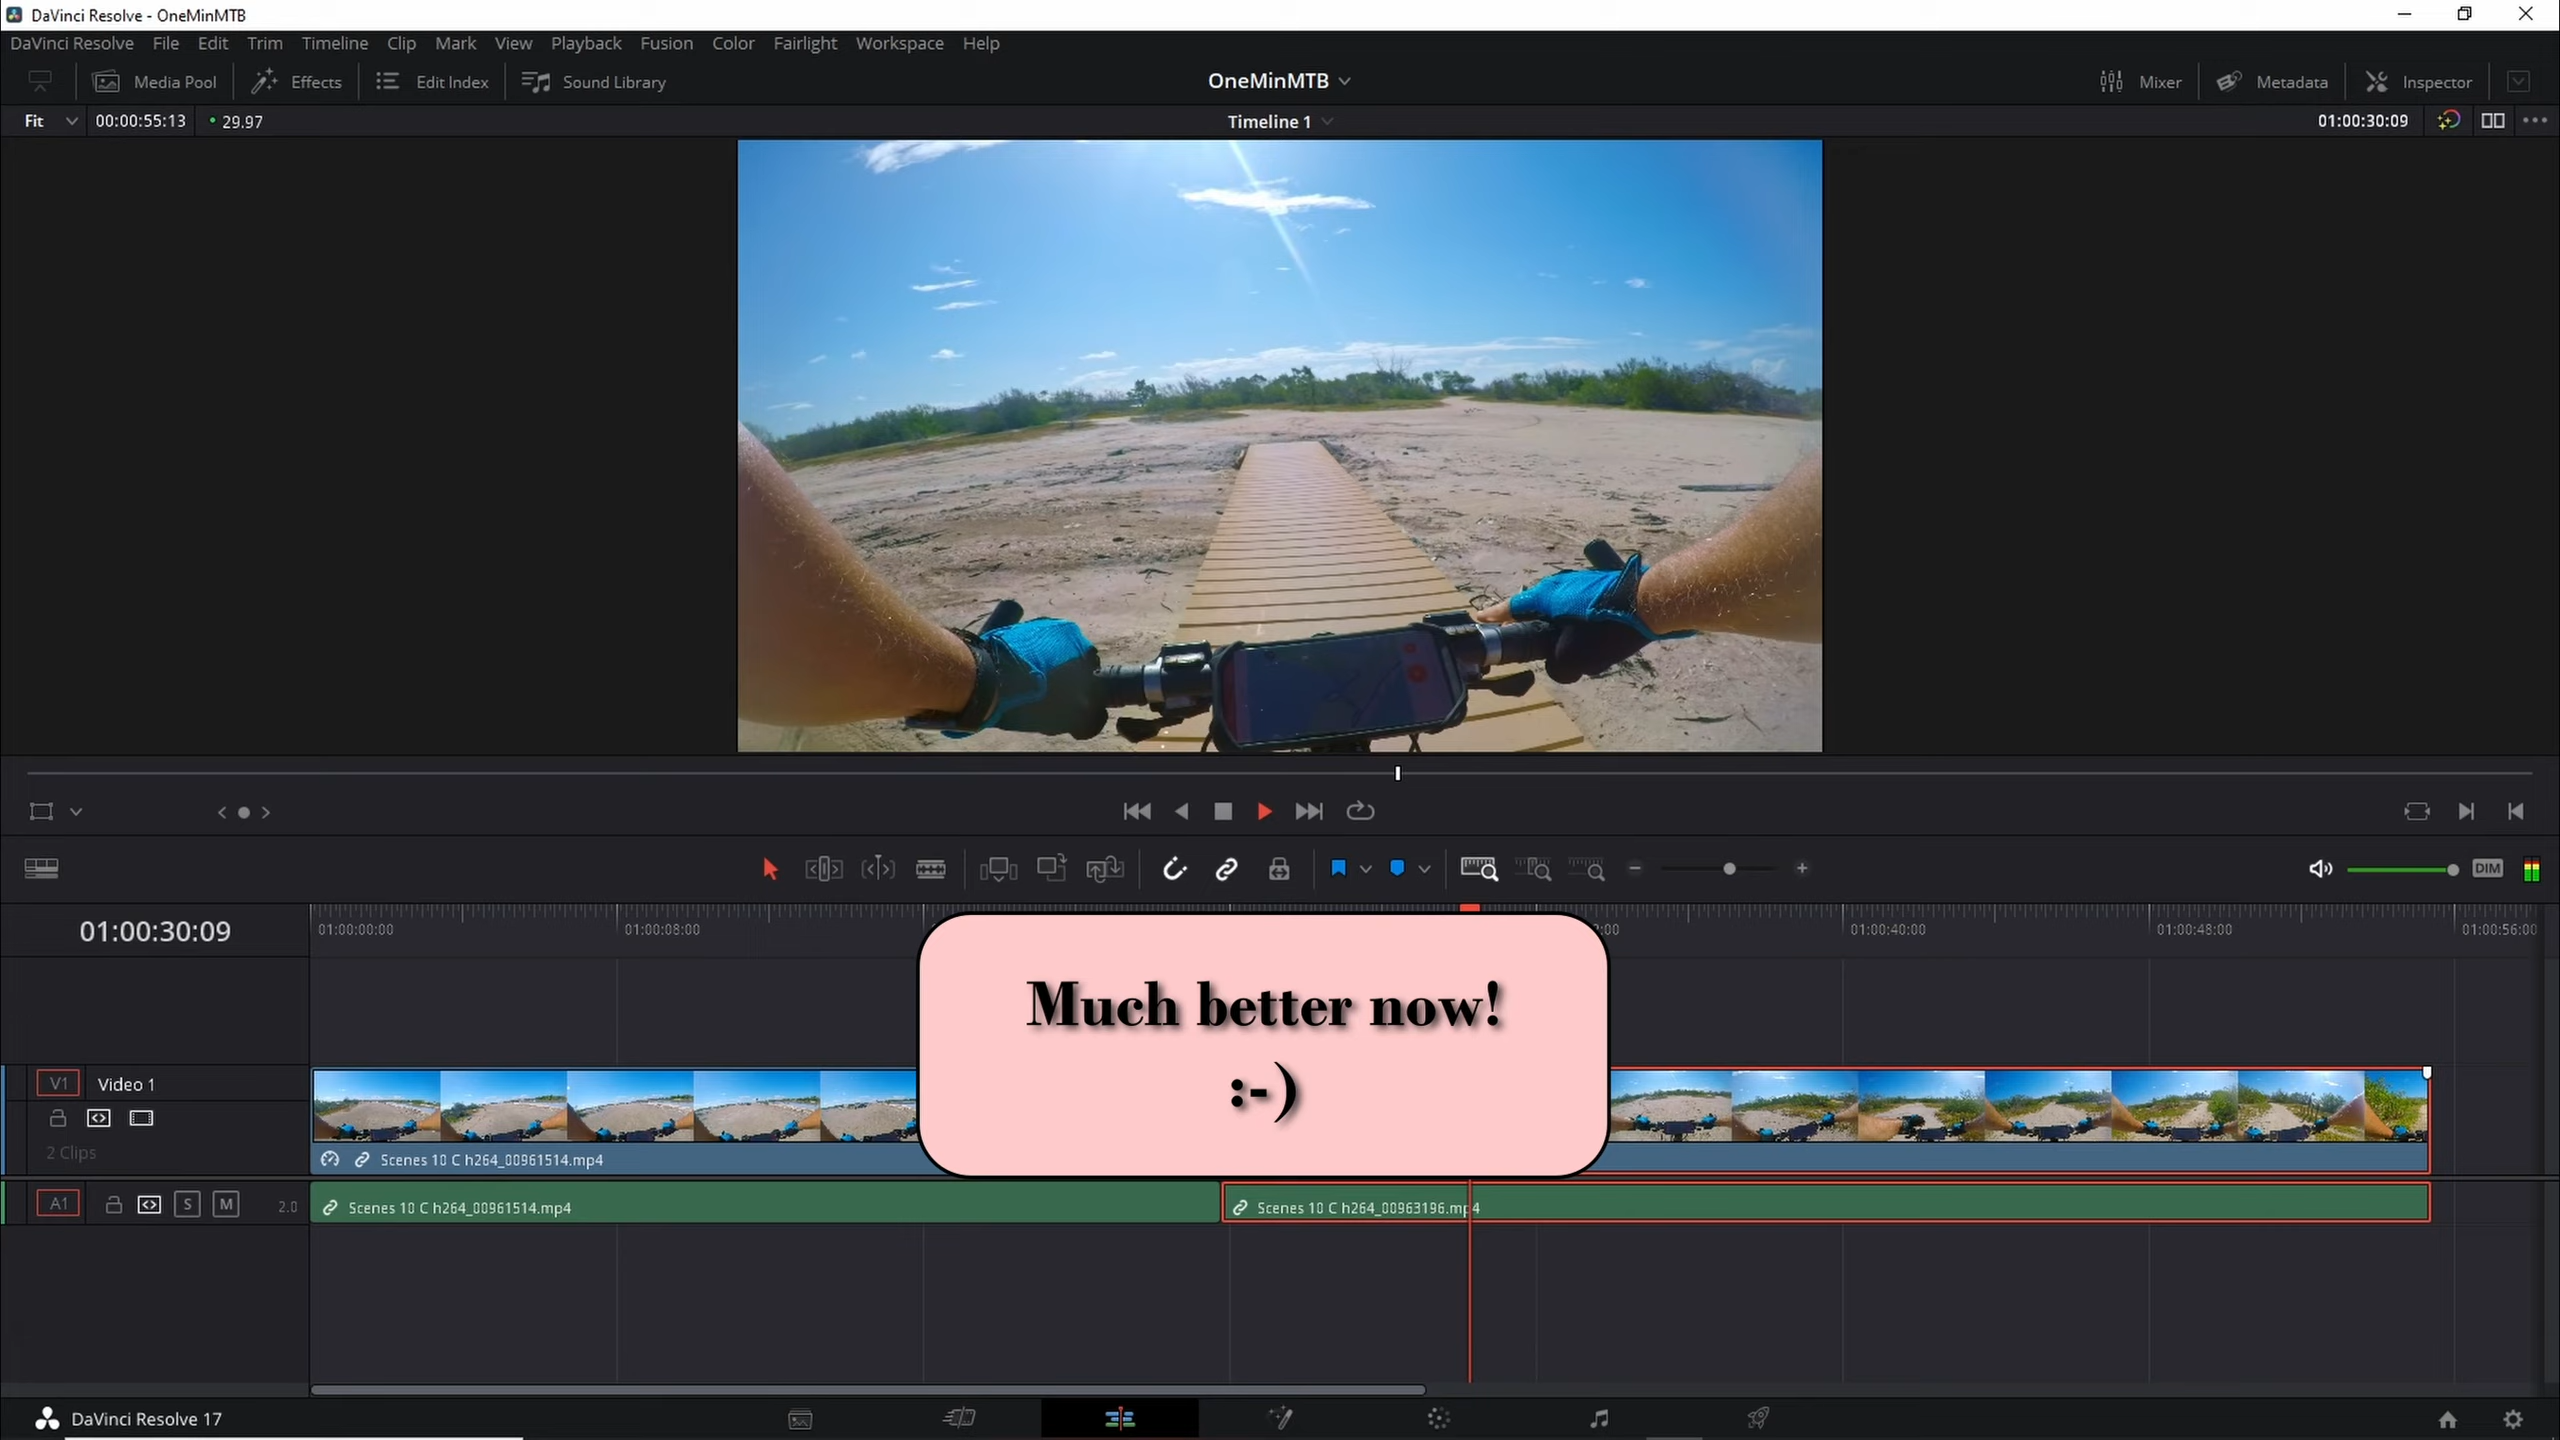 DaVinci Resolve - OneMinMTB
DaVinci Resolve File Edit Trim Timeline Clip Mark View Playback Fusion Color Fairlight Workspace Help
Media Pool Effects Edit Index Sound Library OneMinMTB Mixer Metadata Inspector
Fit 00:00:55:13 29.97 Timeline 1 01:00:30:09
DIM
01:00:30:09 01:00:00:00 01:00:08:00 2:00 01:00:40:00 01:00:48:00 01:00:56:00
Much better now!
:-)
V1 Video 1
2 Clips
Scenes 10 C h264_00961514.mp4
A1 S M 2.0 Scenes 10 C h264_00961514.mp4 Scenes 10 C h264_00963196.mp4
DaVinci Resolve 17